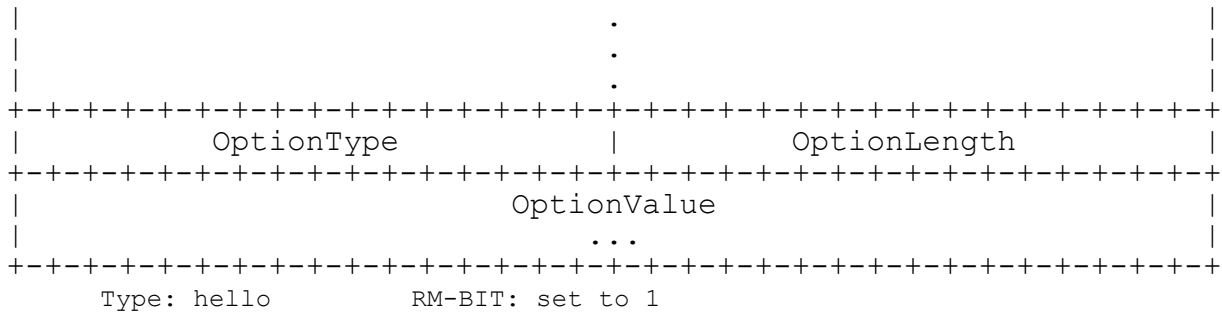 |                               .                               |
|                               .                               |
|                               .                               |
+-+-+-+-+-+-+-+-+-+-+-+-+-+-+-+-+-+-+-+-+-+-+-+-+-+-+-+-+-+-+-+-+
|          OptionType           |         OptionLength          |
+-+-+-+-+-+-+-+-+-+-+-+-+-+-+-+-+-+-+-+-+-+-+-+-+-+-+-+-+-+-+-+-+
|                          OptionValue                          |
|                              ...                              |
+-+-+-+-+-+-+-+-+-+-+-+-+-+-+-+-+-+-+-+-+-+-+-+-+-+-+-+-+-+-+-+-+
Type: hello          RM-BIT: set to 1